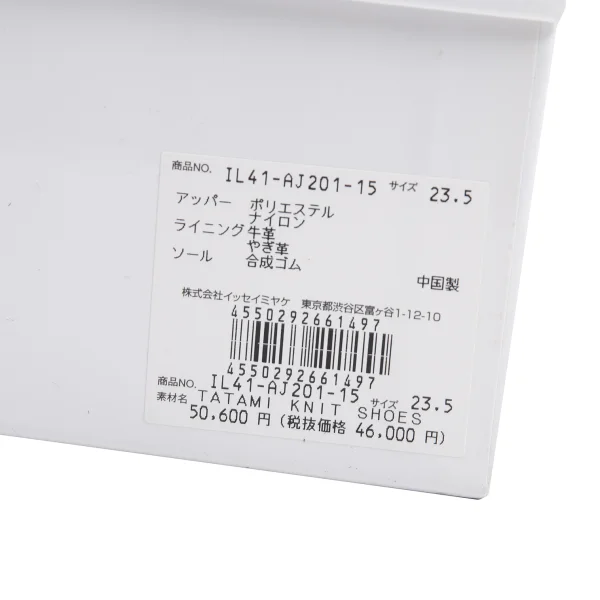 商品NO. IL41-AJ201-15 サイズ 23.5
アッパー ポリエステル
ナイロン
ライニング 牛革
やぎ革
ソール 合成ゴム
中国製
株式会社イッセイミヤケ 東京都渋谷区富ヶ谷1-12-10
4550292661497
4550292661497
商品NO. IL41-AJ201-15 サイズ 23.5
素材名 TATAMI KNIT SHOES
50,600 円 (税抜価格 46,000 円)